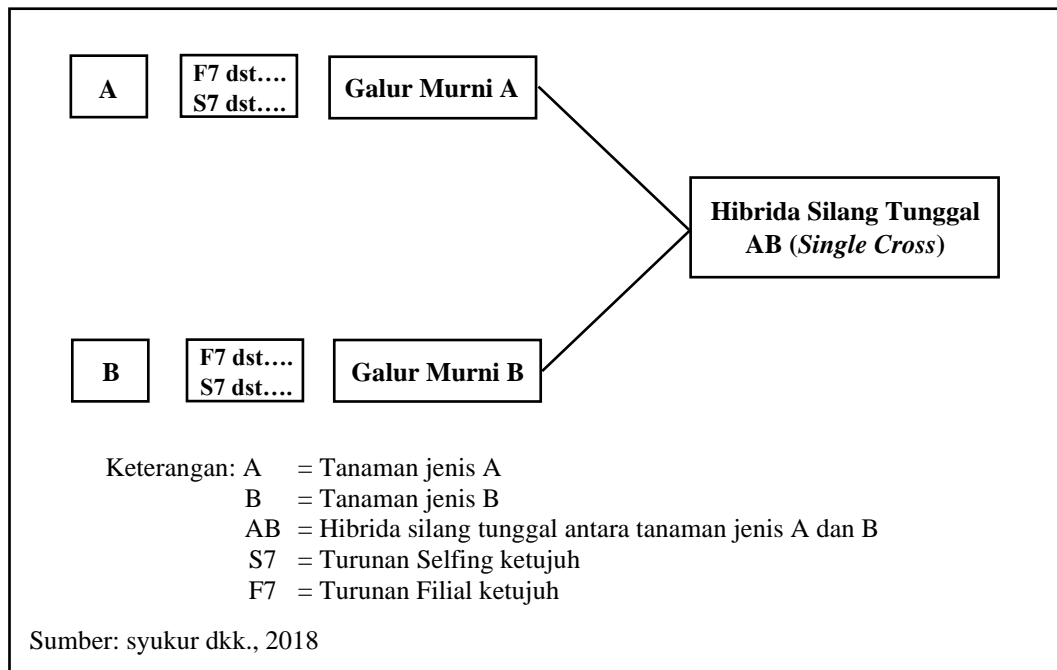 A
F7 dst….
S7 dst….
Galur Murni A
Hibrida Silang Tunggal
AB (Single Cross)
B
F7 dst….
S7 dst….
Galur Murni B
Keterangan: A = Tanaman jenis A
B = Tanaman jenis B
AB = Hibrida silang tunggal antara tanaman jenis A dan B
S7 = Turunan Selfing ketujuh
F7 = Turunan Filial ketujuh
Sumber: syukur dkk., 2018